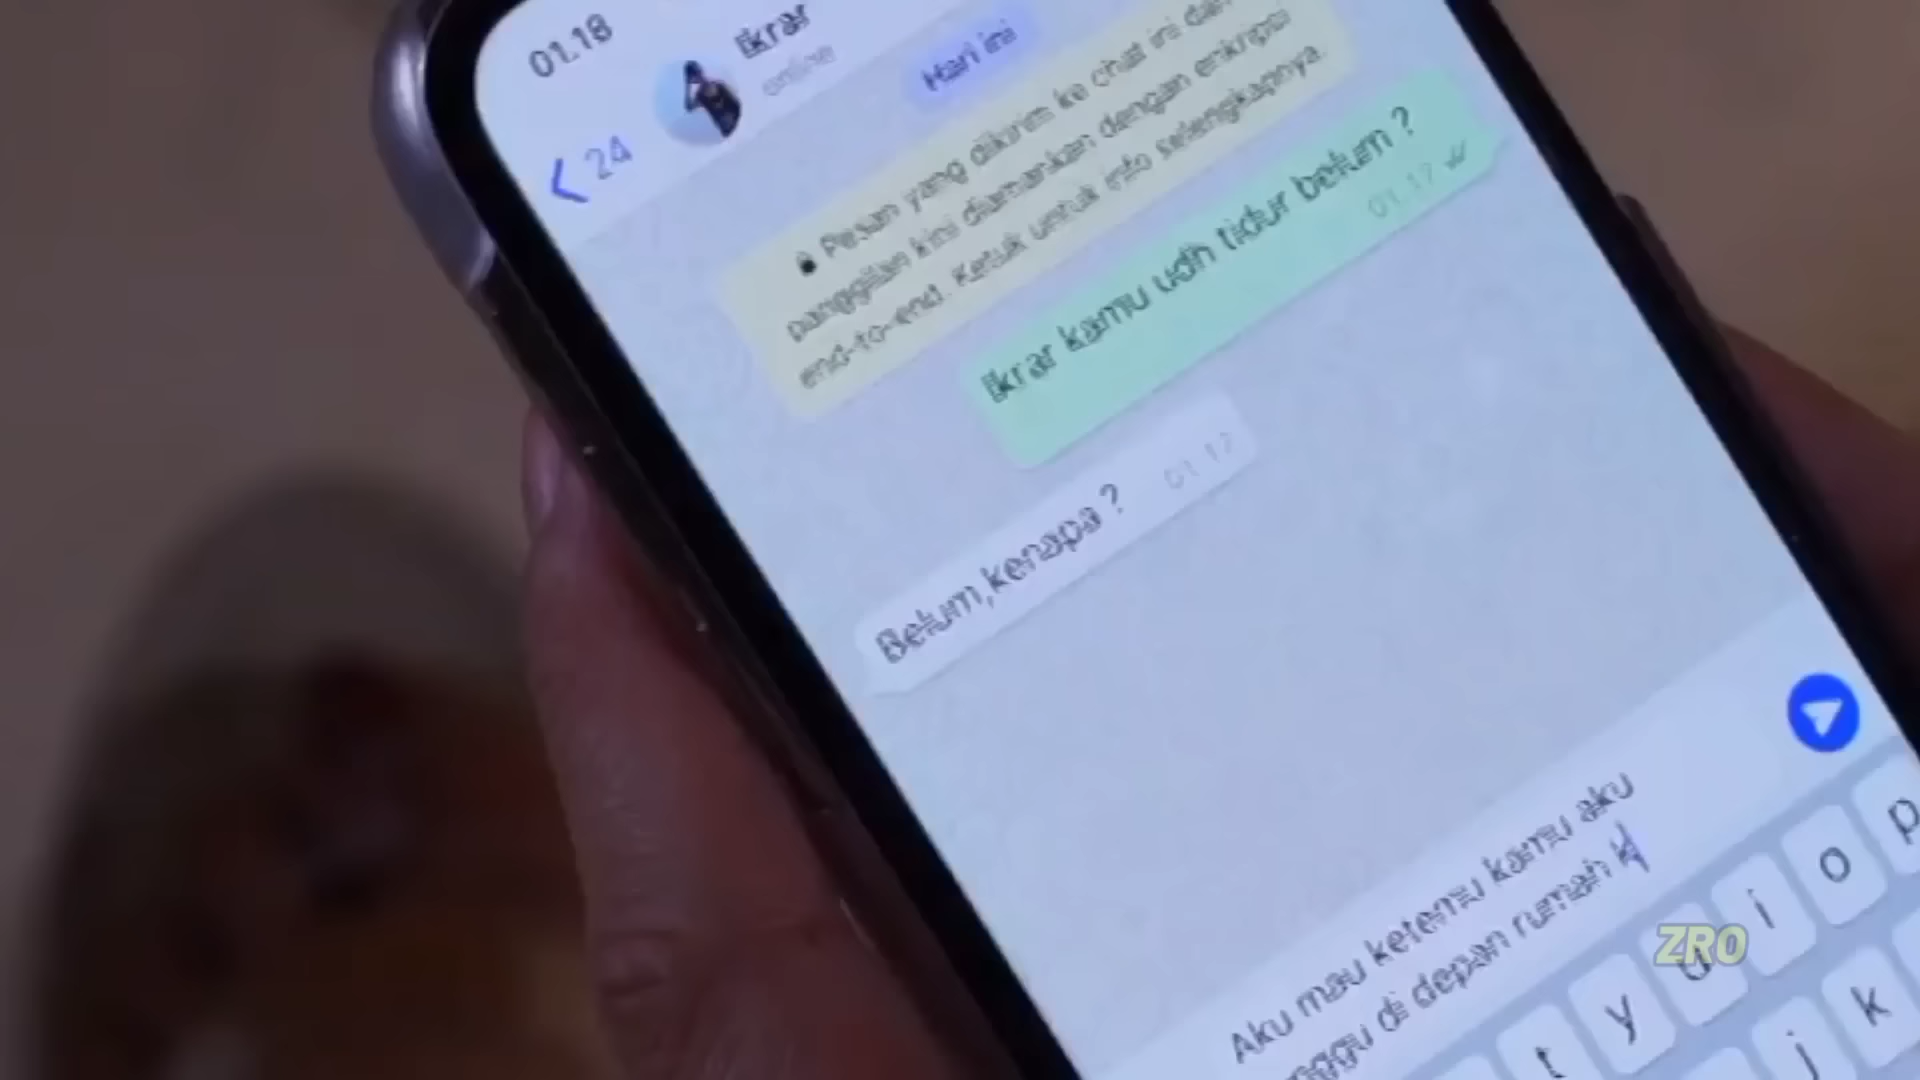 01.18
24
Ikrar
online
Hari ini
Pesan yang dikirim ke chat ini dan
panggilan kini diamankan dengan enkripsi
end-to-end. Ketuk untuk info selengkapnya.
Ikrar kamu udh tidur belum ?
01.17
Belum,kenapa ?
01.17
Aku mau ketemu kamu aku
nggu di depan rumah k
p
o
i
u
y
t
k
j
ZRO